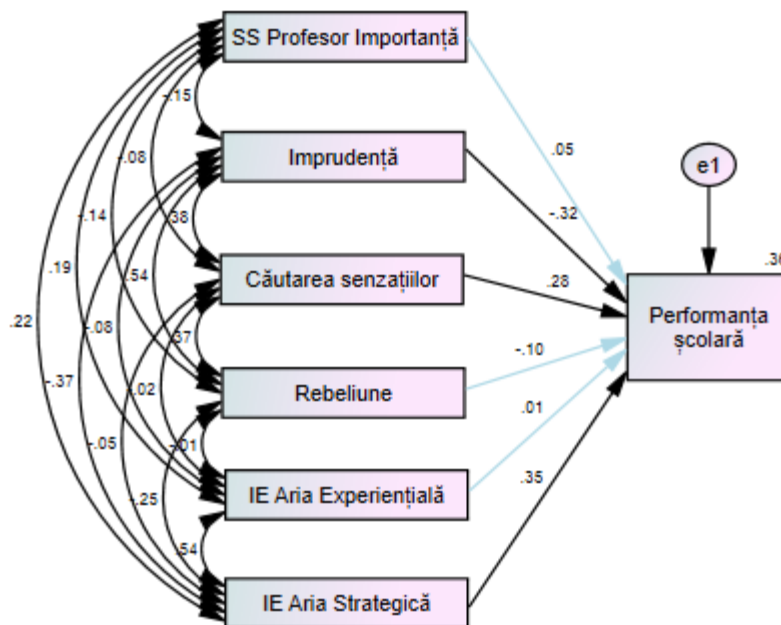 SS Profesor Importanță
-.15
.05
Imprudență
e1
-.08
-.32
.38
-.14
Căutarea senzațiilor
.28
.36
.19
.54
Performanța
școlară
.22
-.08
.37
-.10
-.37
.02
Rebeliune
.01
-.05
-.01
IE Aria Experiențială
.35
-.25
.54
IE Aria Strategică